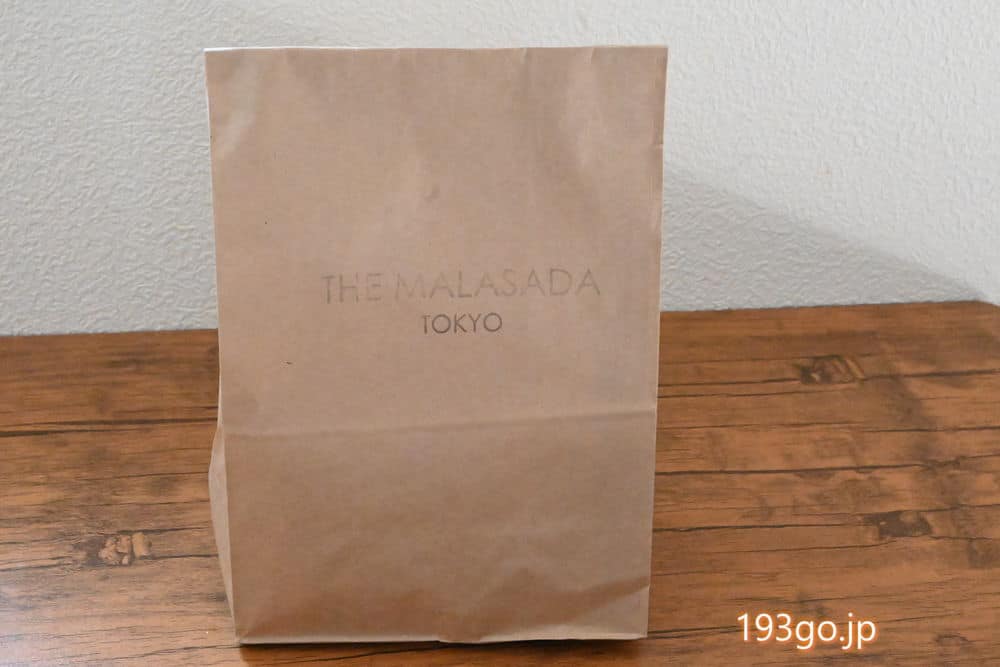 THE MALASADA
TOKYO
193go.jp